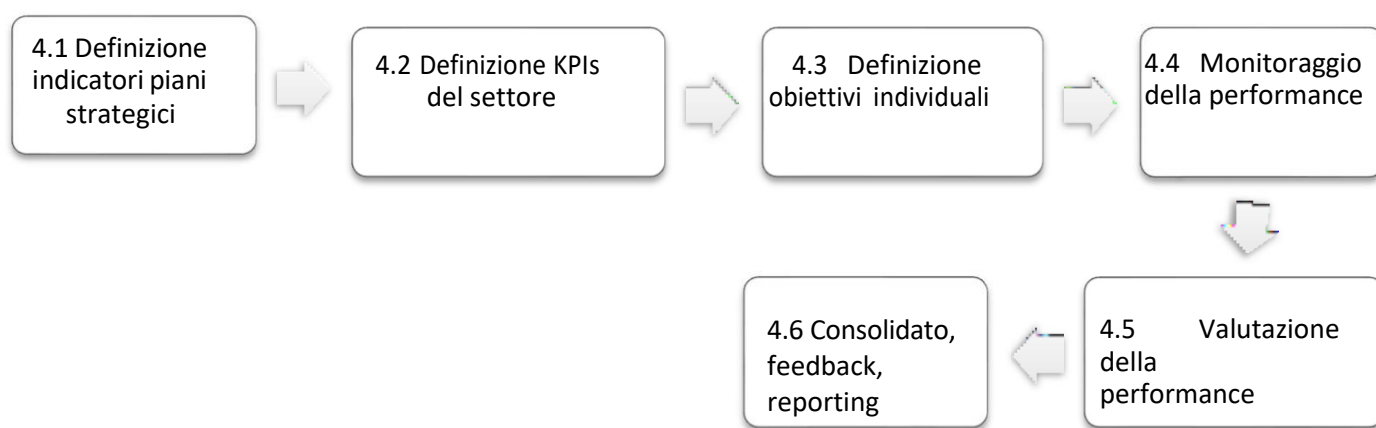 4.1 Definizione
indicatori piani
strategici
4.2 Definizione KPIs
del settore
4.3 Definizione
obiettivi individuali
4.4 Monitoraggio
della performance
4.5 Valutazione
della
performance
4.6 Consolidato,
feedback,
reporting